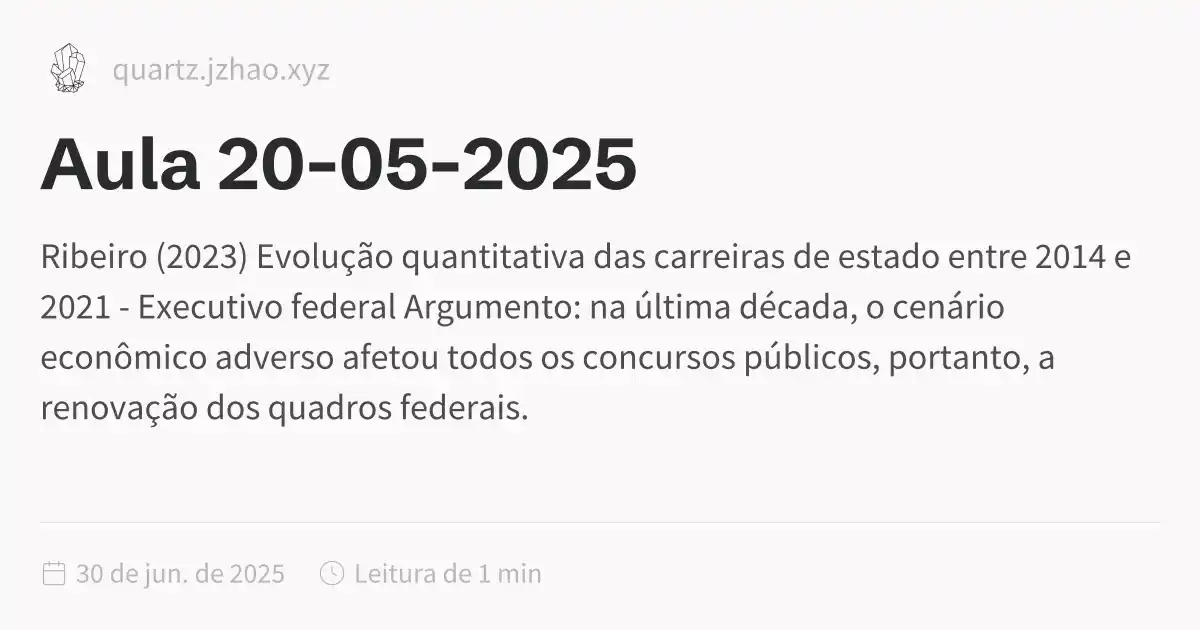 quartz.jzhao.xyz
Aula 20-05-2025
Ribeiro (2023) Evolução quantitativa das carreiras de estado entre 2014 e
2021 - Executivo federal Argumento: na última década, o cenário
econômico adverso afetou todos os concursos públicos, portanto, a
renovação dos quadros federais.
30 de jun. de 2025 Leitura de 1 min